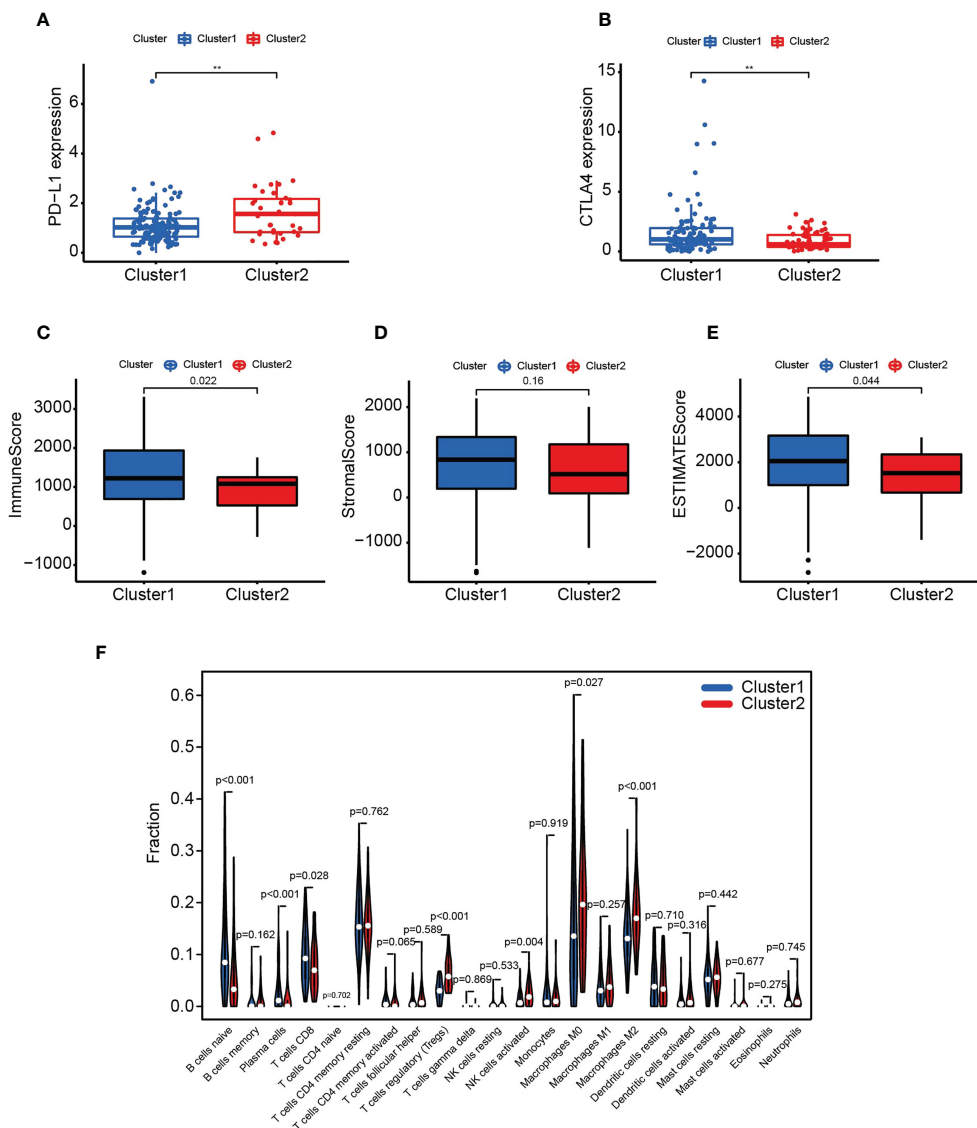 A
Cluster Cluster1 Cluster2
**
PD−L1 expression
6
4
2
0
Cluster1 Cluster2
B
Cluster Cluster1 Cluster2
**
CTLA4 expression
15
10
5
0
Cluster1 Cluster2
C
Cluster Cluster1 Cluster2
0.022
ImmuneScore
3000
2000
1000
0
−1000
Cluster1 Cluster2
D
Cluster Cluster1 Cluster2
0.16
StromalScore
2000
1000
0
−1000
Cluster1 Cluster2
E
Cluster Cluster1 Cluster2
0.044
ESTIMATEScore
4000
2000
0
−2000
Cluster1 Cluster2
F
Cluster1
Cluster2
Fraction
0.6
0.5
0.4
0.3
0.2
0.1
0.0
p<0.001
p=0.162
p<0.001
p=0.028
p=0.702
p=0.762
p=0.065
p=0.589
p<0.001
p=0.869
p=0.533
p=0.004
p=0.919
p=0.027
p=0.257
p<0.001
p=0.710
p=0.316
p=0.442
p=0.677
p=0.275
p=0.745
B cells naive
B cells memory
Plasma cells
T cells CD8
T cells CD4 naive
T cells CD4 memory resting
T cells CD4 memory activated
T cells follicular helper
T cells regulatory (Tregs)
T cells gamma delta
NK cells resting
NK cells activated
Monocytes
Macrophages M0
Macrophages M1
Macrophages M2
Dendritic cells resting
Dendritic cells activated
Mast cells resting
Mast cells activated
Eosinophils
Neutrophils